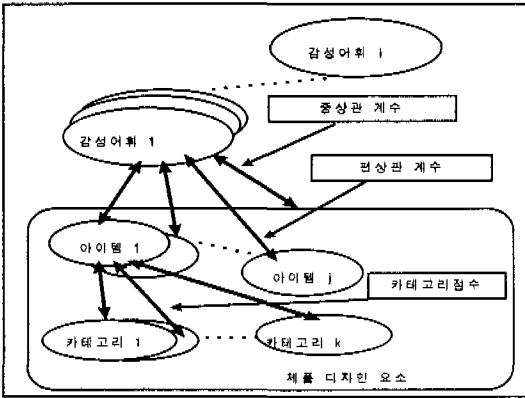 감성어휘 i
중상관 계수
감성어휘 1
편상관 계수
아이템 1
아이템 j
카테고리점수
카테고리 1
카테고리 k
제품 디자인 요소